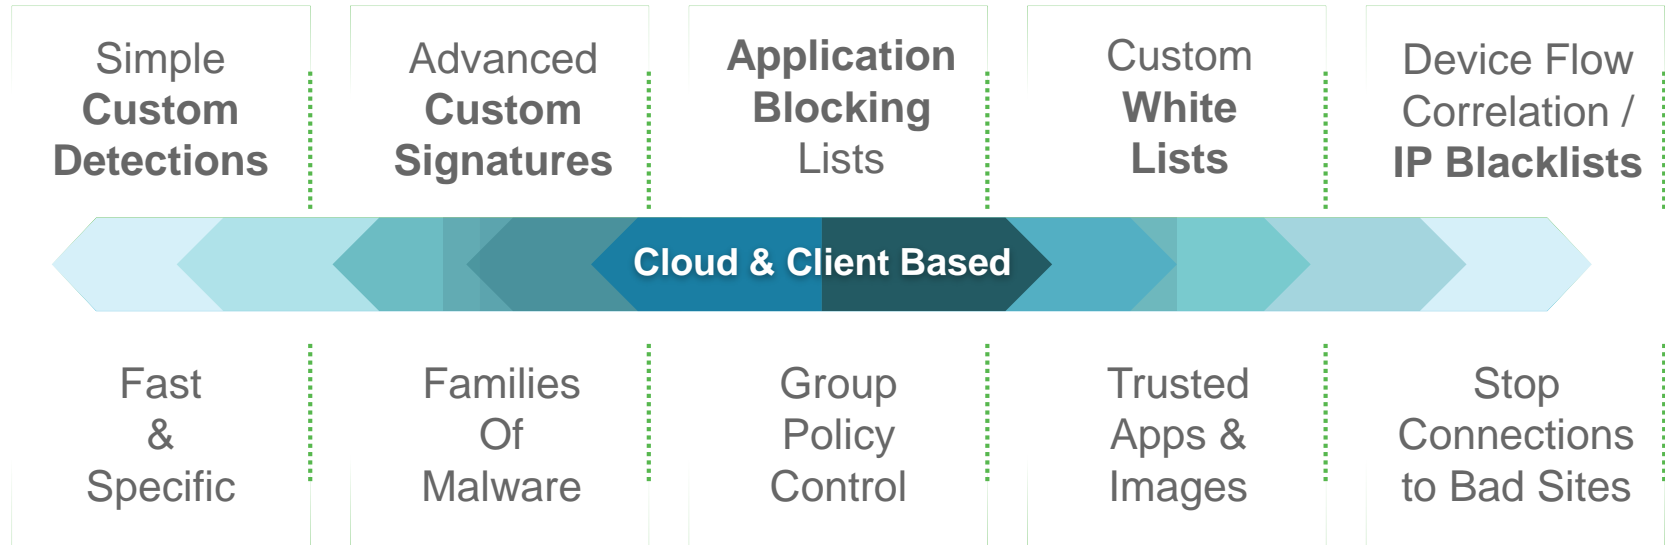 Simple
Custom
Detections
Advanced
Custom
Signatures
Application
Blocking
Lists
Custom
White
Lists
Device Flow
Correlation /
IP Blacklists
Cloud & Client Based
Fast
&
Specific
Families
Of
Malware
Group
Policy
Control
Trusted
Apps &
Images
Stop
Connections
to Bad Sites